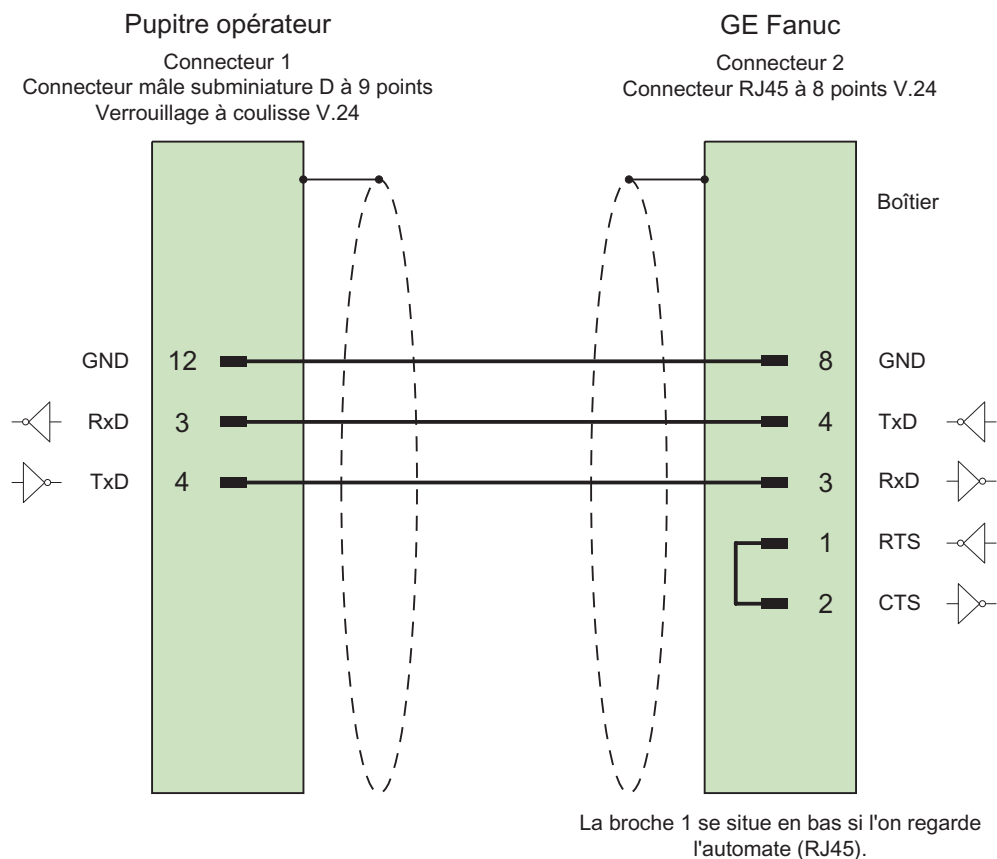 Pupitre opérateur
Connecteur 1
Connecteur mâle subminiature D à 9 points
Verrouillage à coulisse V.24
GE Fanuc
Connecteur 2
Connecteur RJ45 à 8 points V.24
Boîtier
GND 12 8 GND
RxD 3 4 TxD
TxD 4 3 RxD
1 RTS
2 CTS
La broche 1 se situe en bas si l'on regarde
l'automate (RJ45).